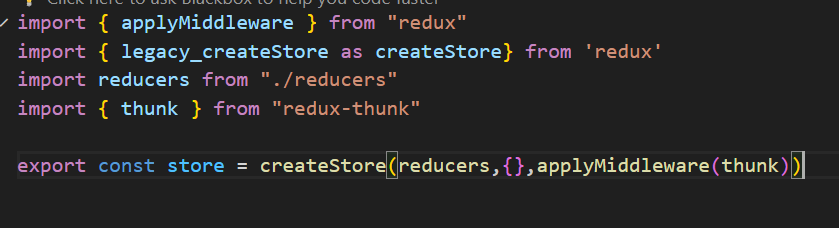 Click here to ask Blackbox to help you code faster
import { applyMiddleware } from "redux"
import { legacy_createStore as createStore} from 'redux'
import reducers from "./reducers"
import { thunk } from "redux-thunk"
export const store = createStore(reducers,{},applyMiddleware(thunk))